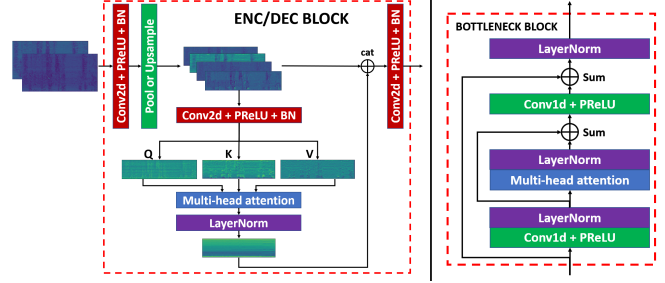 ENC/DEC BLOCK
Conv2d + PReLU + BN
Pool or Upsample
cat
Conv2d + PReLU + BN
Conv2d + PReLU + BN
Q
K
V
Multi-head attention
LayerNorm
BOTTLENECK BLOCK
LayerNorm
Sum
Conv1d + PReLU
Sum
LayerNorm
Multi-head attention
LayerNorm
Conv1d + PReLU